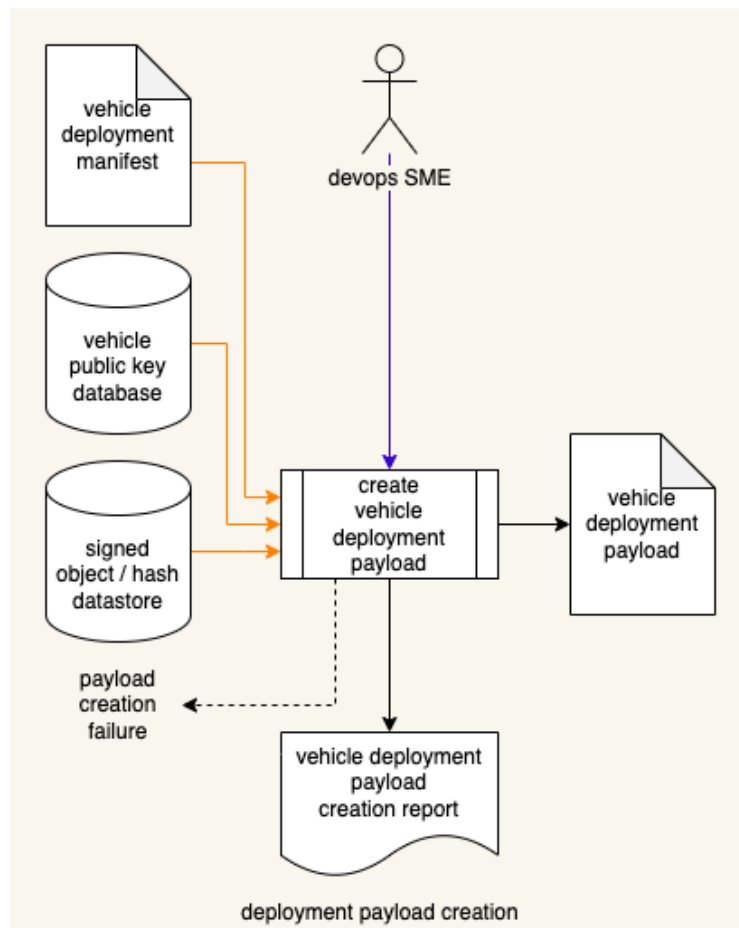 vehicle
deployment
manifest
devops SME
vehicle
public key
database
signed
object / hash
datastore
create
vehicle
deployment
payload
vehicle
deployment
payload
payload
creation
failure
vehicle deployment
payload
creation report
deployment payload creation